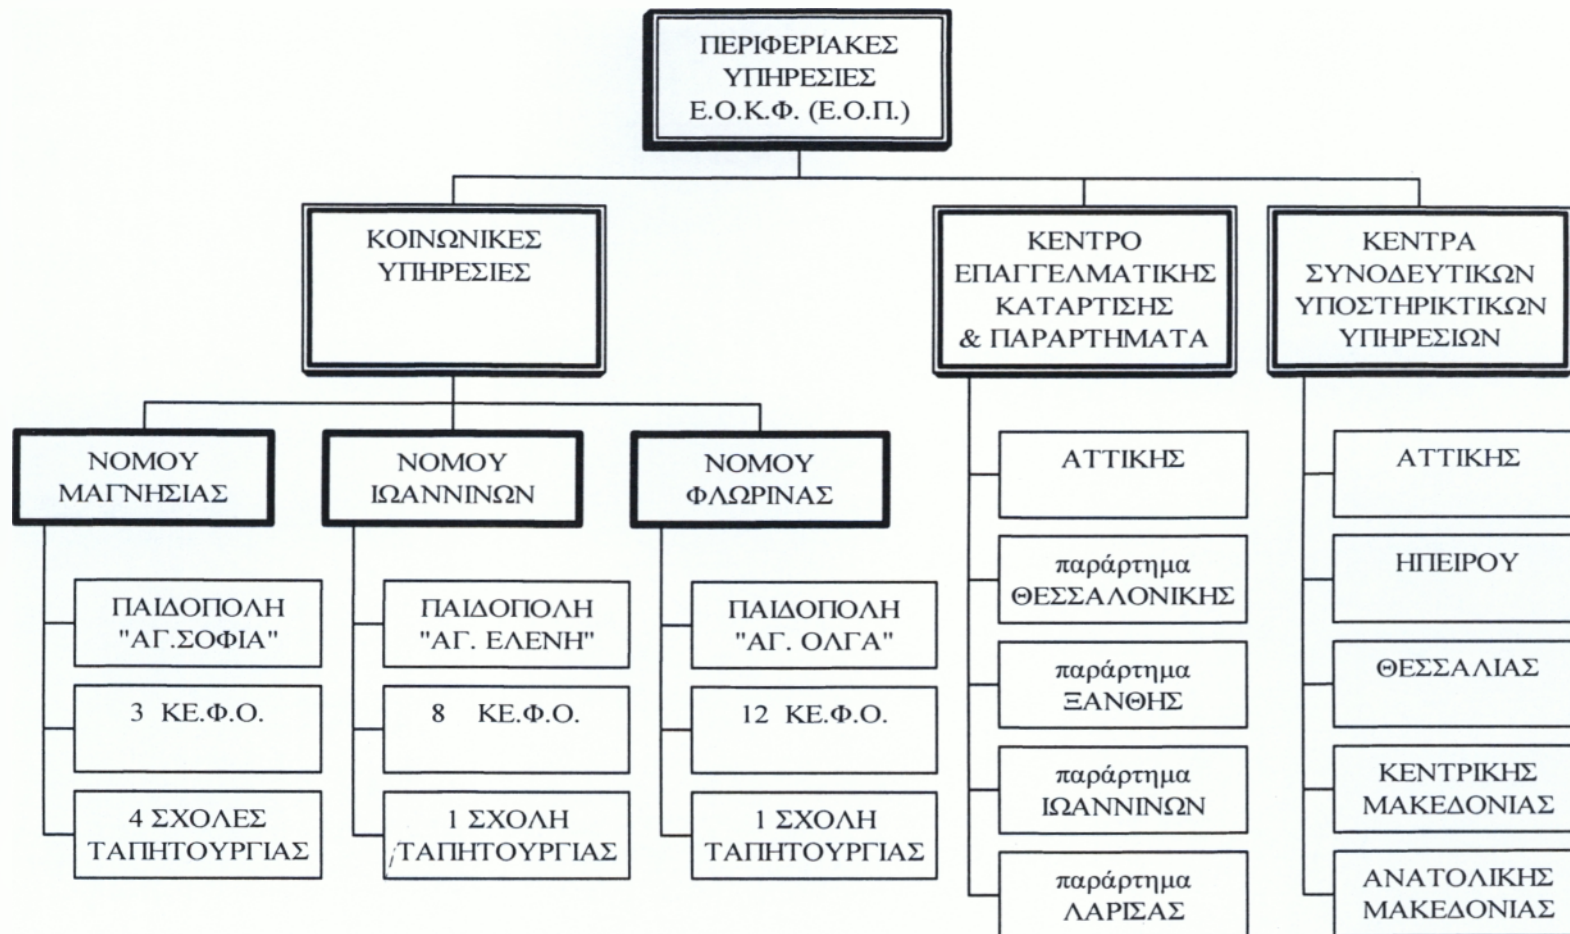 ΠΕΡΙΦΕΡΙΑΚΕΣ
ΥΠΗΡΕΣΙΕΣ
Ε.Ο.Κ.Φ. (Ε.Ο.Π.)
ΚΟΙΝΩΝΙΚΕΣ
ΥΠΗΡΕΣΙΕΣ
ΚΕΝΤΡΟ
ΕΠΑΓΓΕΛΜΑΤΙΚΗΣ
ΚΑΤΑΡΤΙΣΗΣ
& ΠΑΡΑΡΤΗΜΑΤΑ
ΚΕΝΤΡΑ
ΣΥΝΟΔΕΥΤΙΚΩΝ
ΥΠΟΣΤΗΡΙΚΤΙΚΩΝ
ΥΠΗΡΕΣΙΩΝ
ΝΟΜΟΥ
ΜΑΓΝΗΣΙΑΣ
ΠΑΙΔΟΠΟΛΗ
"ΑΓ.ΣΟΦΙΑ"
3 ΚΕ.Φ.Ο.
4 ΣΧΟΛΕΣ
ΤΑΠΗΤΟΥΡΓΙΑΣ
ΝΟΜΟΥ
ΙΩΑΝΝΙΝΩΝ
ΠΑΙΔΟΠΟΛΗ
"ΑΓ. ΕΛΕΝΗ"
8 ΚΕ.Φ.Ο.
1 ΣΧΟΛΗ
ΤΑΠΗΤΟΥΡΓΙΑΣ
ΝΟΜΟΥ
ΦΛΩΡΙΝΑΣ
ΠΑΙΔΟΠΟΛΗ
"ΑΓ. ΟΛΓΑ"
12 ΚΕ.Φ.Ο.
1 ΣΧΟΛΗ
ΤΑΠΗΤΟΥΡΓΙΑΣ
ΑΤΤΙΚΗΣ
παράρτημα
ΘΕΣΣΑΛΟΝΙΚΗΣ
παράρτημα
ΞΑΝΘΗΣ
παράρτημα
ΙΩΑΝΝΙΝΩΝ
παράρτημα
ΛΑΡΙΣΑΣ
ΑΤΤΙΚΗΣ
ΗΠΕΙΡΟΥ
ΘΕΣΣΑΛΙΑΣ
ΚΕΝΤΡΙΚΗΣ
ΜΑΚΕΔΟΝΙΑΣ
ΑΝΑΤΟΛΙΚΗΣ
ΜΑΚΕΔΟΝΙΑΣ